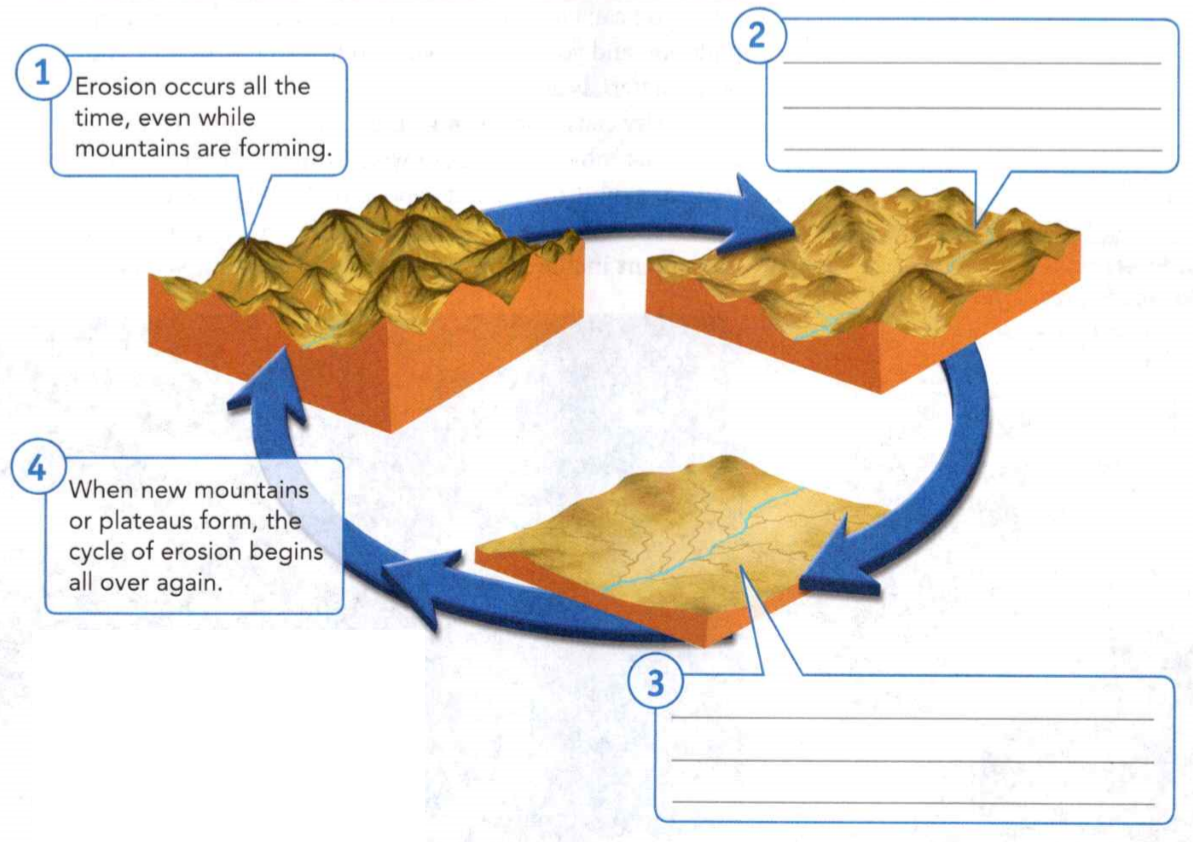 1
Erosion occurs all the
time, even while
mountains are forming.
2
3
4
When new mountains
or plateaus form, the
cycle of erosion begins
all over again.